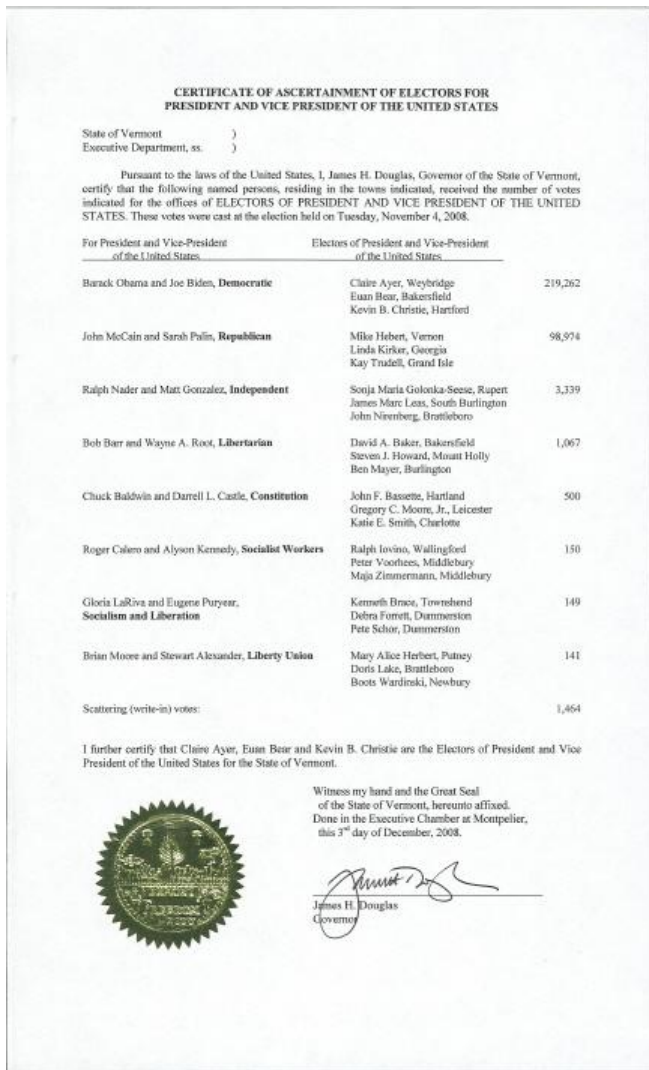 CERTIFICATE OF ASCERTAINMENT OF ELECTORS FOR
PRESIDENT AND VICE PRESIDENT OF THE UNITED STATES
State of Vermont )
Executive Department, ss. )
Pursuant to the laws of the United States, I, James H. Douglas, Governor of the State of Vermont,
certify that the following named persons, residing in the towns indicated, received the number of votes
indicated for the offices of ELECTORS OF PRESIDENT AND VICE PRESIDENT OF THE UNITED
STATES. These votes were cast at the election held on Tuesday, November 4, 2008.
For President and Vice-President Electors of President and Vice-President
of the United States of the United States
Barack Obama and Joe Biden, Democratic Claire Ayer, Weybridge 219,262
Euan Bear, Bakersfield
Kevin B. Christie, Hartford
John McCain and Sarah Palin, Republican Mike Hebert, Vernon 98,974
Linda Kirker, Georgia
Kay Trudell, Grand Isle
Ralph Nader and Matt Gonzalez, Independent Sonja Maria Golonka-Seese, Rupert 3,339
James Marc Leas, South Burlington
John Nirenberg, Brattleboro
Bob Barr and Wayne A. Root, Libertarian David A. Baker, Bakersfield 1,067
Steven J. Howard, Mount Holly
Ben Mayer, Burlington
Chuck Baldwin and Darrell L. Castle, Constitution John F. Bassette, Hartland 500
Gregory C. Moore, Jr., Leicester
Katie E. Smith, Charlotte
Roger Calero and Alyson Kennedy, Socialist Workers Ralph Iovino, Wallingford 150
Peter Voorhees, Middlebury
Maja Zimmermann, Middlebury
Gloria LaRiva and Eugene Puryear, Kenneth Brace, Townshend 149
Socialism and Liberation Debra Forrett, Dummerston
Pete Schor, Dummerston
Brian Moore and Stewart Alexander, Liberty Union Mary Alice Herbert, Putney 141
Doris Lake, Brattleboro
Boots Wardinski, Newbury
Scattering (write-in) votes: 1,464
I further certify that Claire Ayer, Euan Bear and Kevin B. Christie are the Electors of President and Vice
President of the United States for the State of Vermont.
Witness my hand and the Great Seal
of the State of Vermont, hereunto affixed.
Done in the Executive Chamber at Montpelier,
this 3rd day of December, 2008.
James H. Douglas
Governor